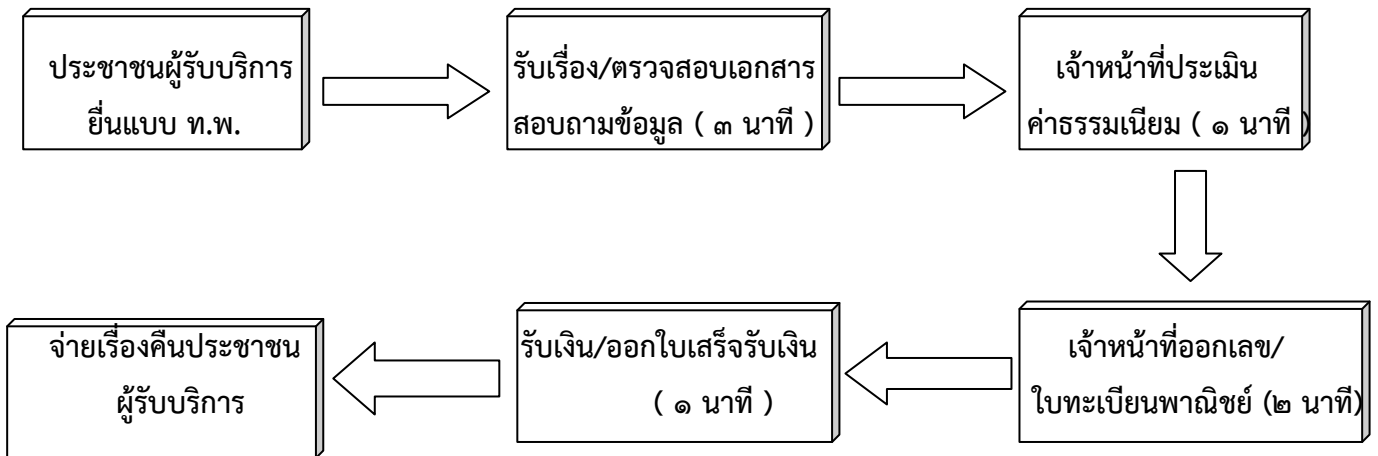 ประชาชนผู้รับบริการ
ยื่นแบบ ท.พ.
รับเรื่อง/ตรวจสอบเอกสาร
สอบถามข้อมูล ( ๓ นาที )
เจ้าหน้าที่ประเมิน
ค่าธรรมเนียม ( ๑ นาที )
เจ้าหน้าที่ออกเลข/
ใบทะเบียนพาณิชย์ (๒ นาที)
รับเงิน/ออกใบเสร็จรับเงิน
( ๑ นาที )
จ่ายเรื่องคืนประชาชน
ผู้รับบริการ